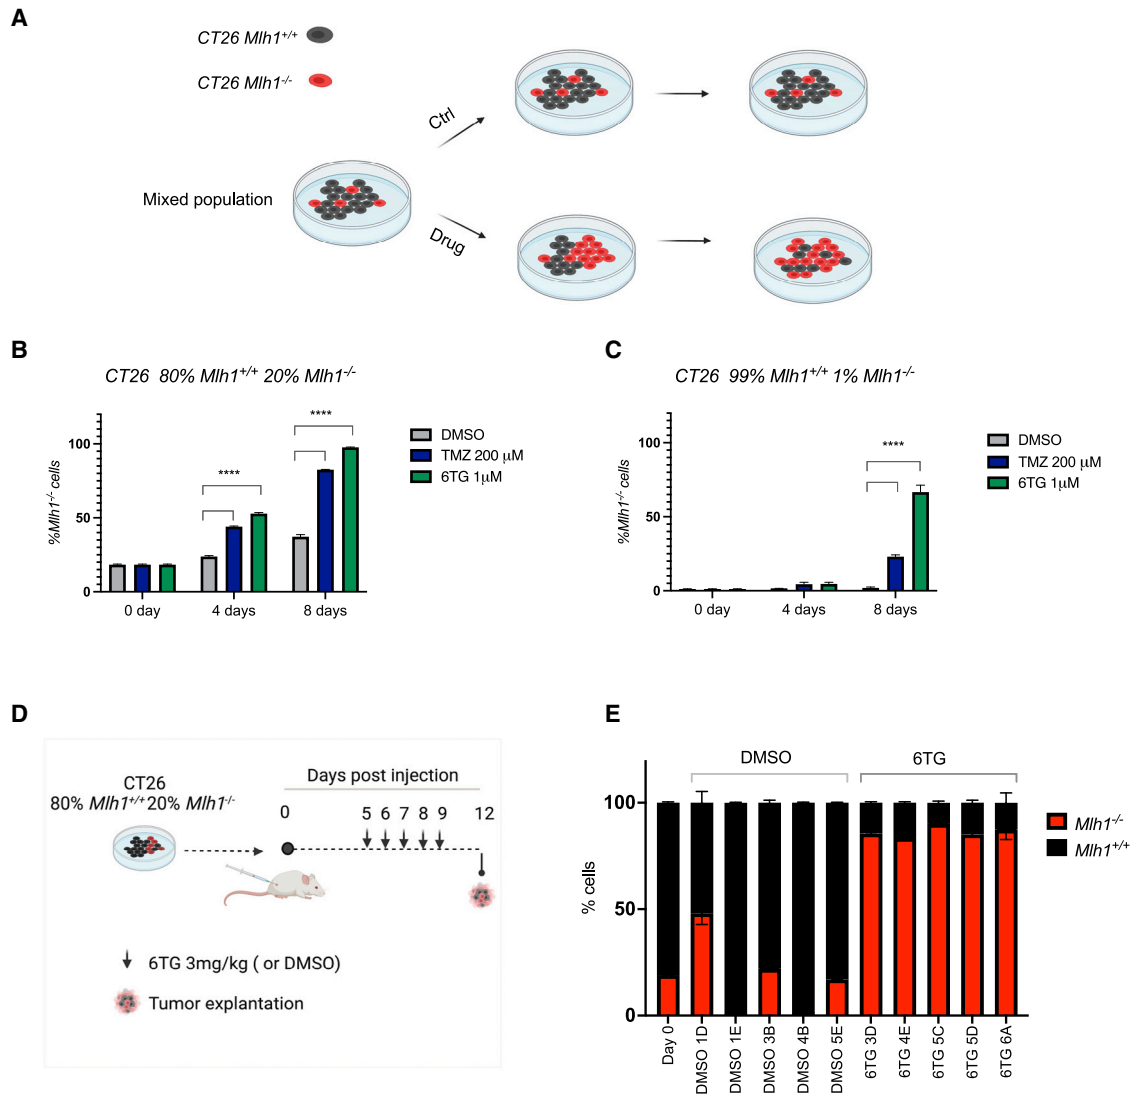 A
CT26 Mlh1+/+
CT26 Mlh1-/-
Ctrl
Mixed population
Drug
B
CT26 80% Mlh1+/+ 20% Mlh1-/-
%Mlh1-/- cells
100
50
0
****
****
0 day
4 days
8 days
DMSO
TMZ 200 μM
6TG 1μM
C
CT26 99% Mlh1+/+ 1% Mlh1-/-
%Mlh1-/- cells
100
50
0
****
0 day
4 days
8 days
DMSO
TMZ 200 μM
6TG 1μM
D
CT26
80% Mlh1+/+ 20% Mlh1-/-
Days post injection
0
5 6 7 8 9
12
6TG 3mg/kg ( or DMSO)
Tumor explantation
E
DMSO
6TG
% cells
100
50
0
Day 0
DMSO 1D
DMSO 1E
DMSO 3B
DMSO 4B
DMSO 5E
6TG 3D
6TG 4E
6TG 5C
6TG 5D
6TG 6A
Mlh1-/-
Mlh1+/+